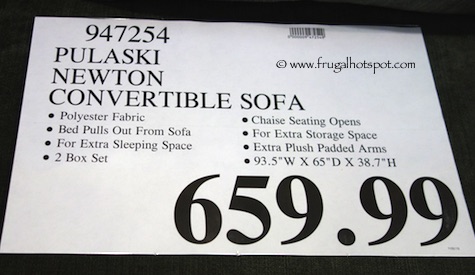 947254
© www.frugalhotspot.com
PULASKI
NEWTON
CONVERTIBLE SOFA
• Polyester Fabric
• Bed Pulls Out From Sofa
• For Extra Sleeping Space
• 2 Box Set
• Chaise Seating Opens
• For Extra Storage Space
• Extra Plush Padded Arms
• 93.5"W X 65"D X 38.7"H
659.99